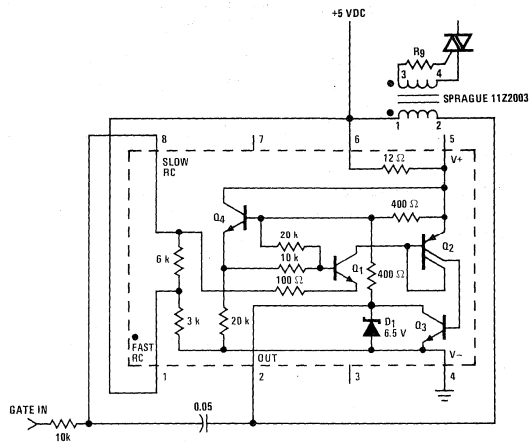 +5 VDC
R9
3 4
SPRAGUE 11Z2003
1 2
8 7 6 5
SLOW
RC
12 Ω
V+
Q4
400 Ω
20 k
Q2
10 k
6 k
Q1
400 Ω
100 Ω
3 k
20 k
D1
6.5 V
Q3
FAST
RC
OUT
V–
1 2 3 4
GATE IN
10k
0.05